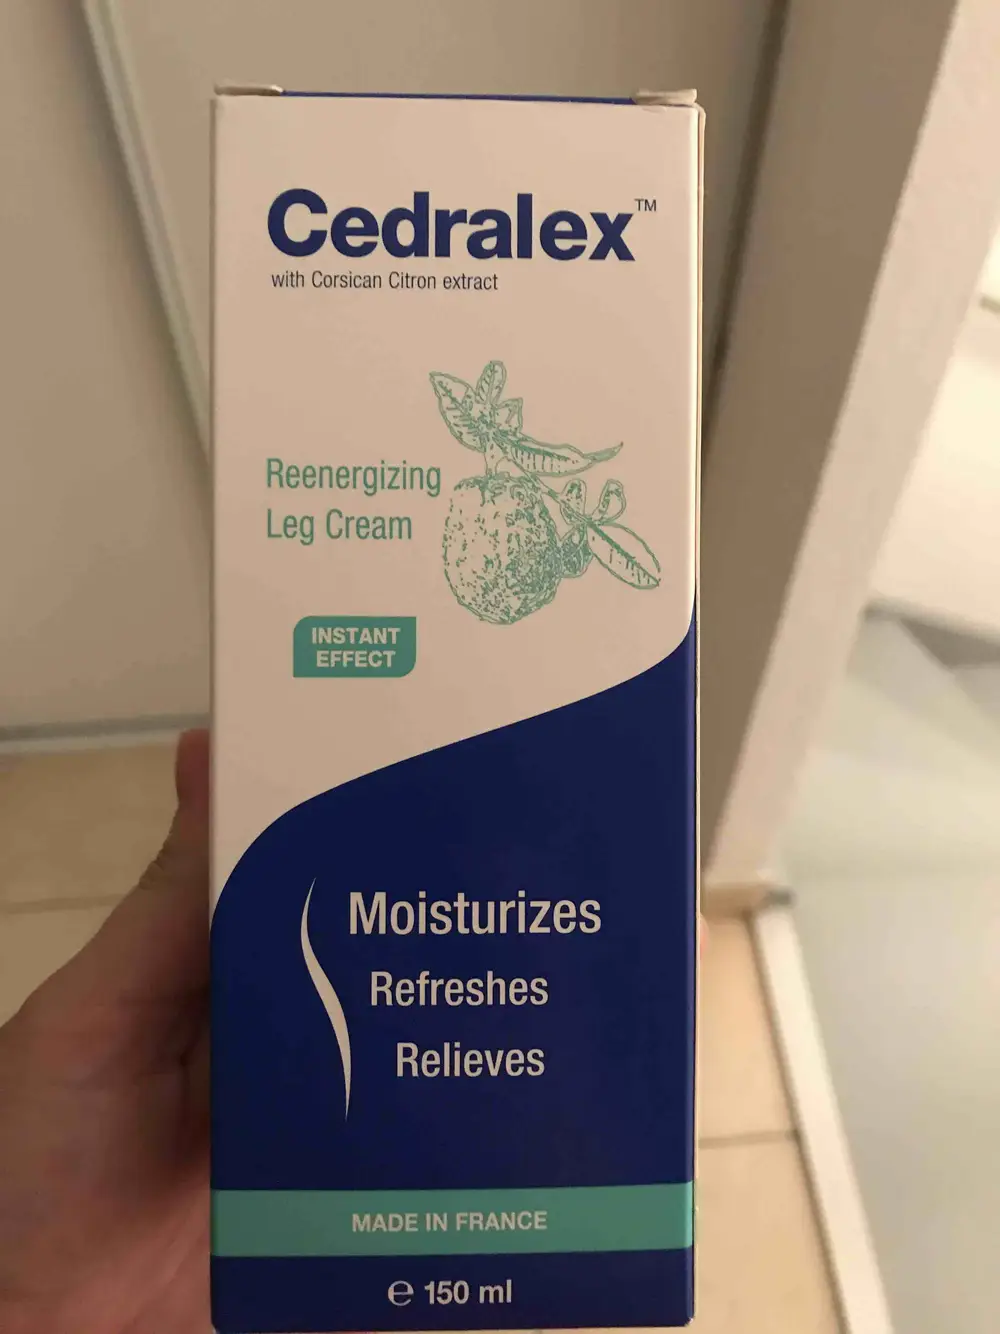 Cedralex™
with Corsican Citron extract
Reenergizing
Leg Cream
INSTANT
EFFECT
Moisturizes
Refreshes
Relieves
MADE IN FRANCE
℮ 150 ml